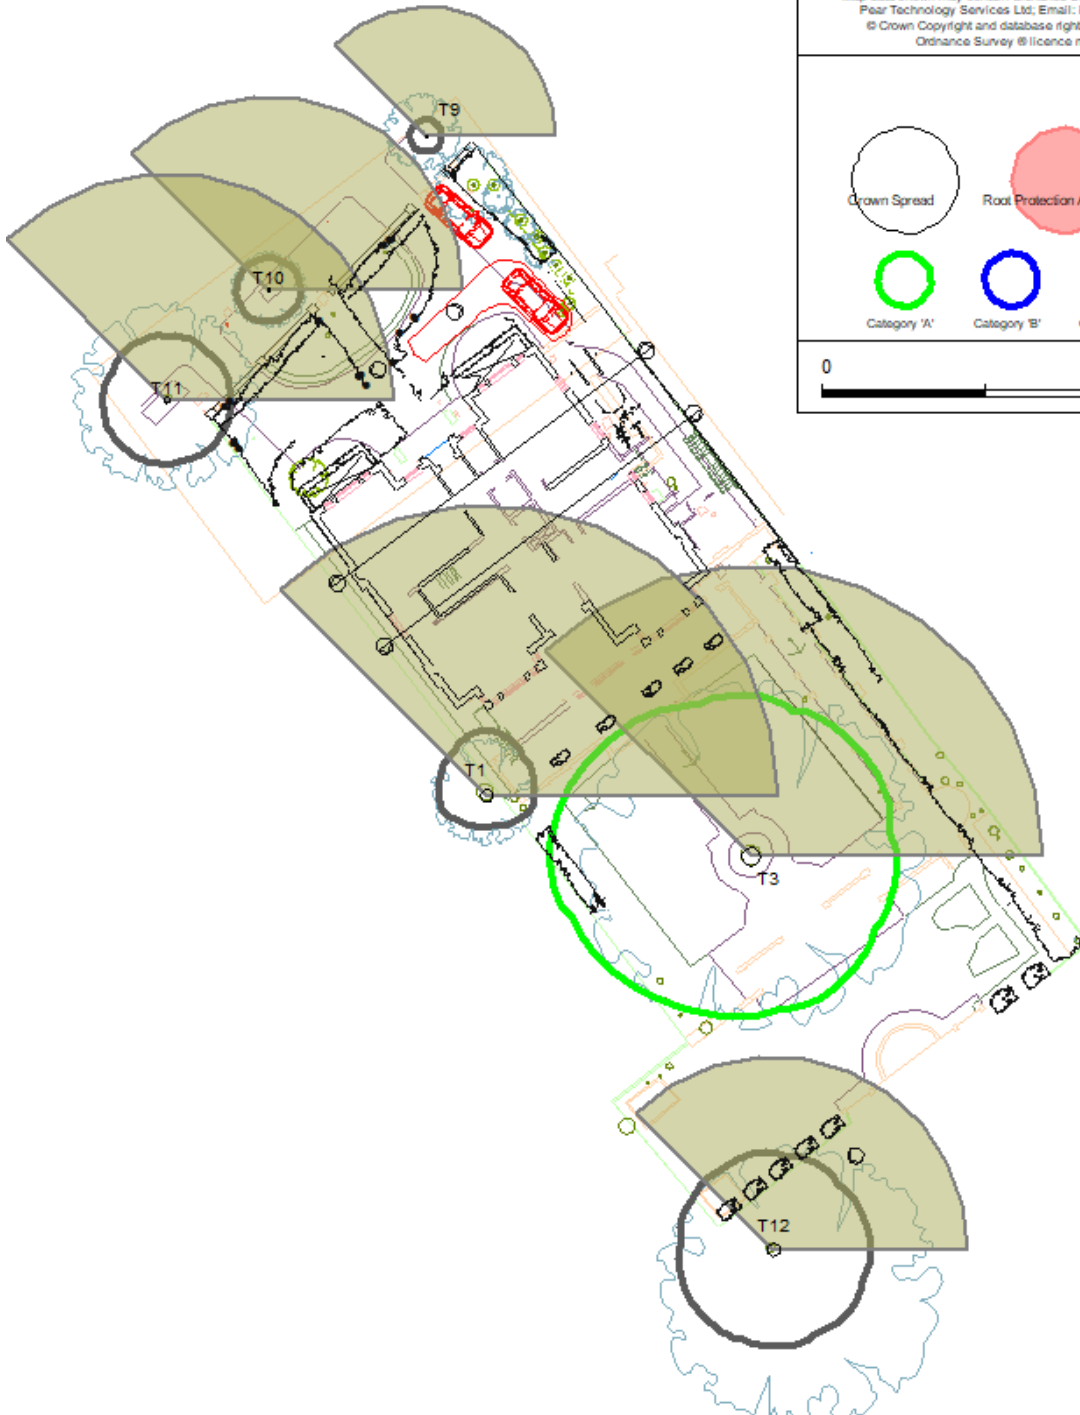 Pear Technology Services Ltd; Email:
© Crown Copyright and database right
Ordnance Survey ® licence
Crown Spread
Root Protection
Category 'A'
Category 'B'
0
T9
T10
T11
T1
T3
T12